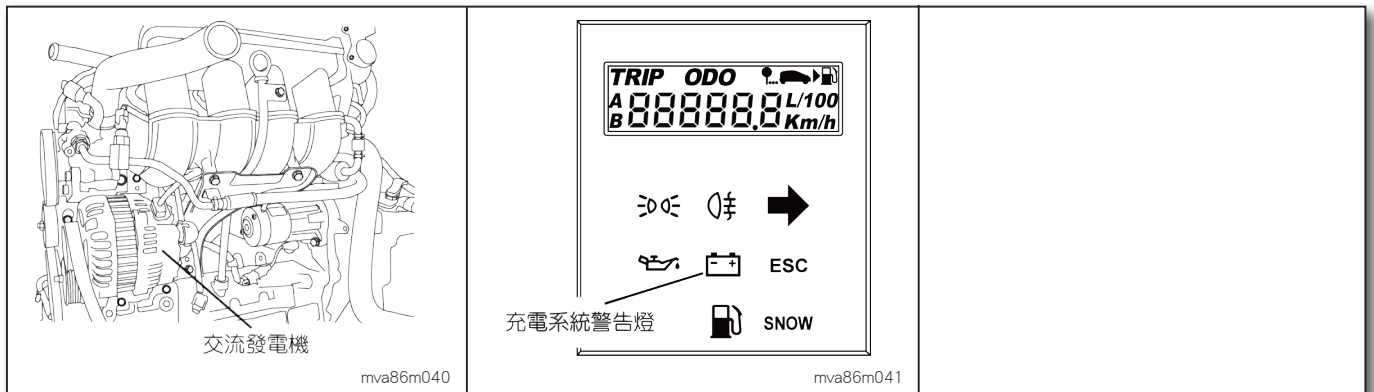 交流發電機
mva86m040
TRIP ODO
A 888888.8 L/100
B Km/h
ESC
充電系統警告燈
SNOW
mva86m041